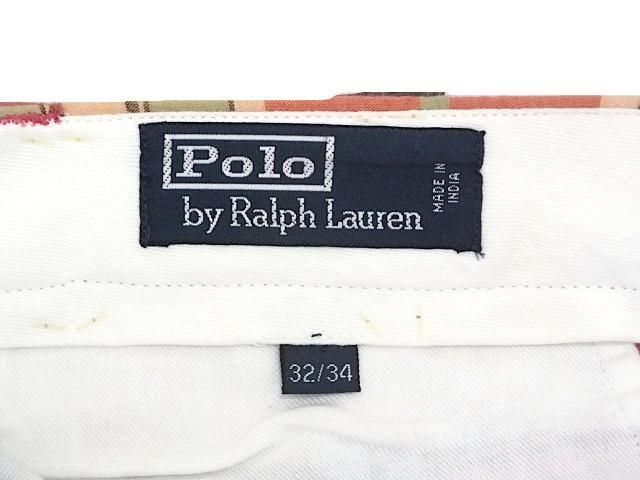 Polo
by Ralph Lauren
MADE IN
INDIA
32/34